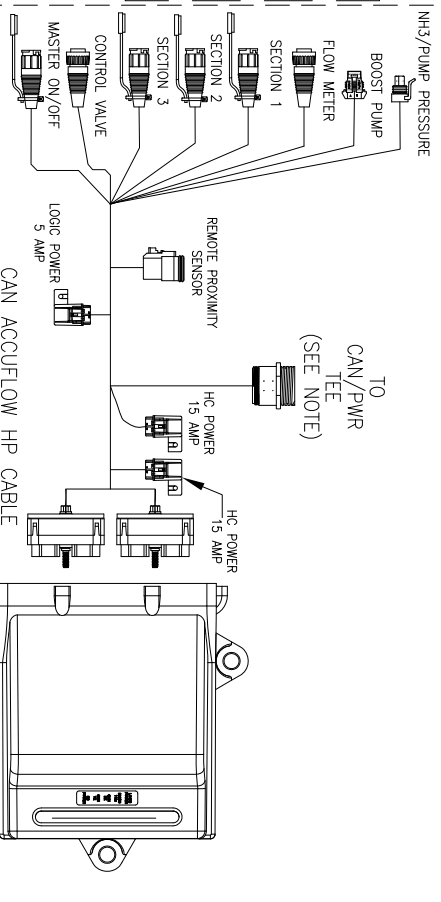 NH3/PUMP PRESSURE
BOOST PUMP
FLOW METER
SECTION 1
SECTION 2
SECTION 3
CONTROL VALVE
MASTER ON/OFF
REMOTE PROXIMITY
SENSOR
LOGIC POWER
5 AMP
TO
CAN/PWR
TEE
(SEE NOTE)
HC POWER
15 AMP
HC POWER
15 AMP
CAN ACCUFLOW HP CABLE